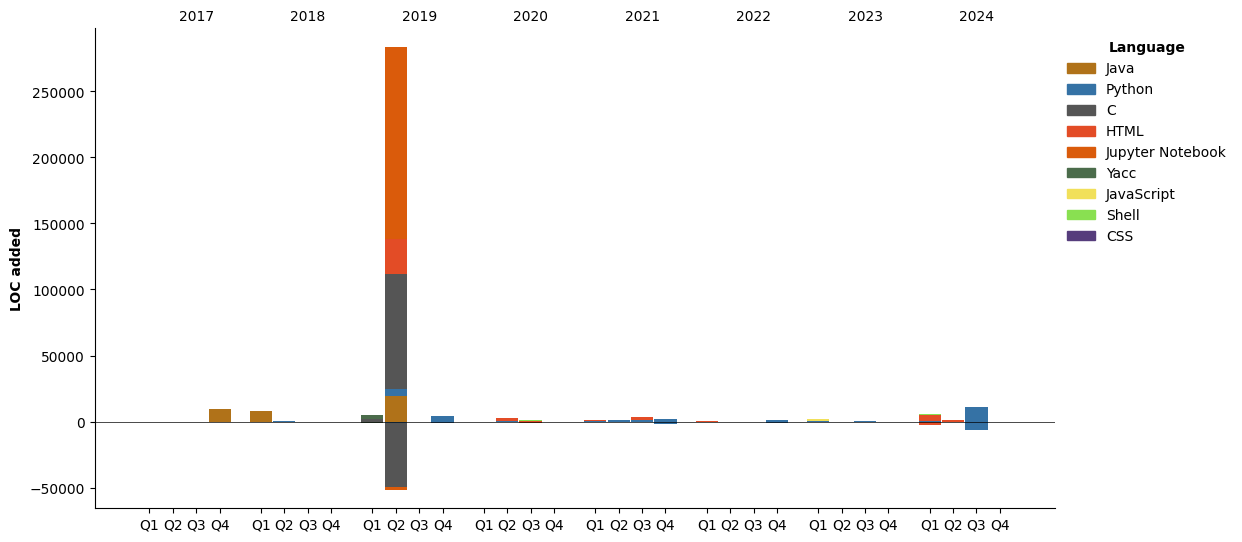 2017 2018 2019 2020 2021 2022 2023 2024
LOC added
250000
200000
150000
100000
50000
0
−50000
Q1 Q2 Q3 Q4 Q1 Q2 Q3 Q4 Q1 Q2 Q3 Q4 Q1 Q2 Q3 Q4 Q1 Q2 Q3 Q4 Q1 Q2 Q3 Q4 Q1 Q2 Q3 Q4 Q1 Q2 Q3 Q4
Language
Java
Python
C
HTML
Jupyter Notebook
Yacc
JavaScript
Shell
CSS